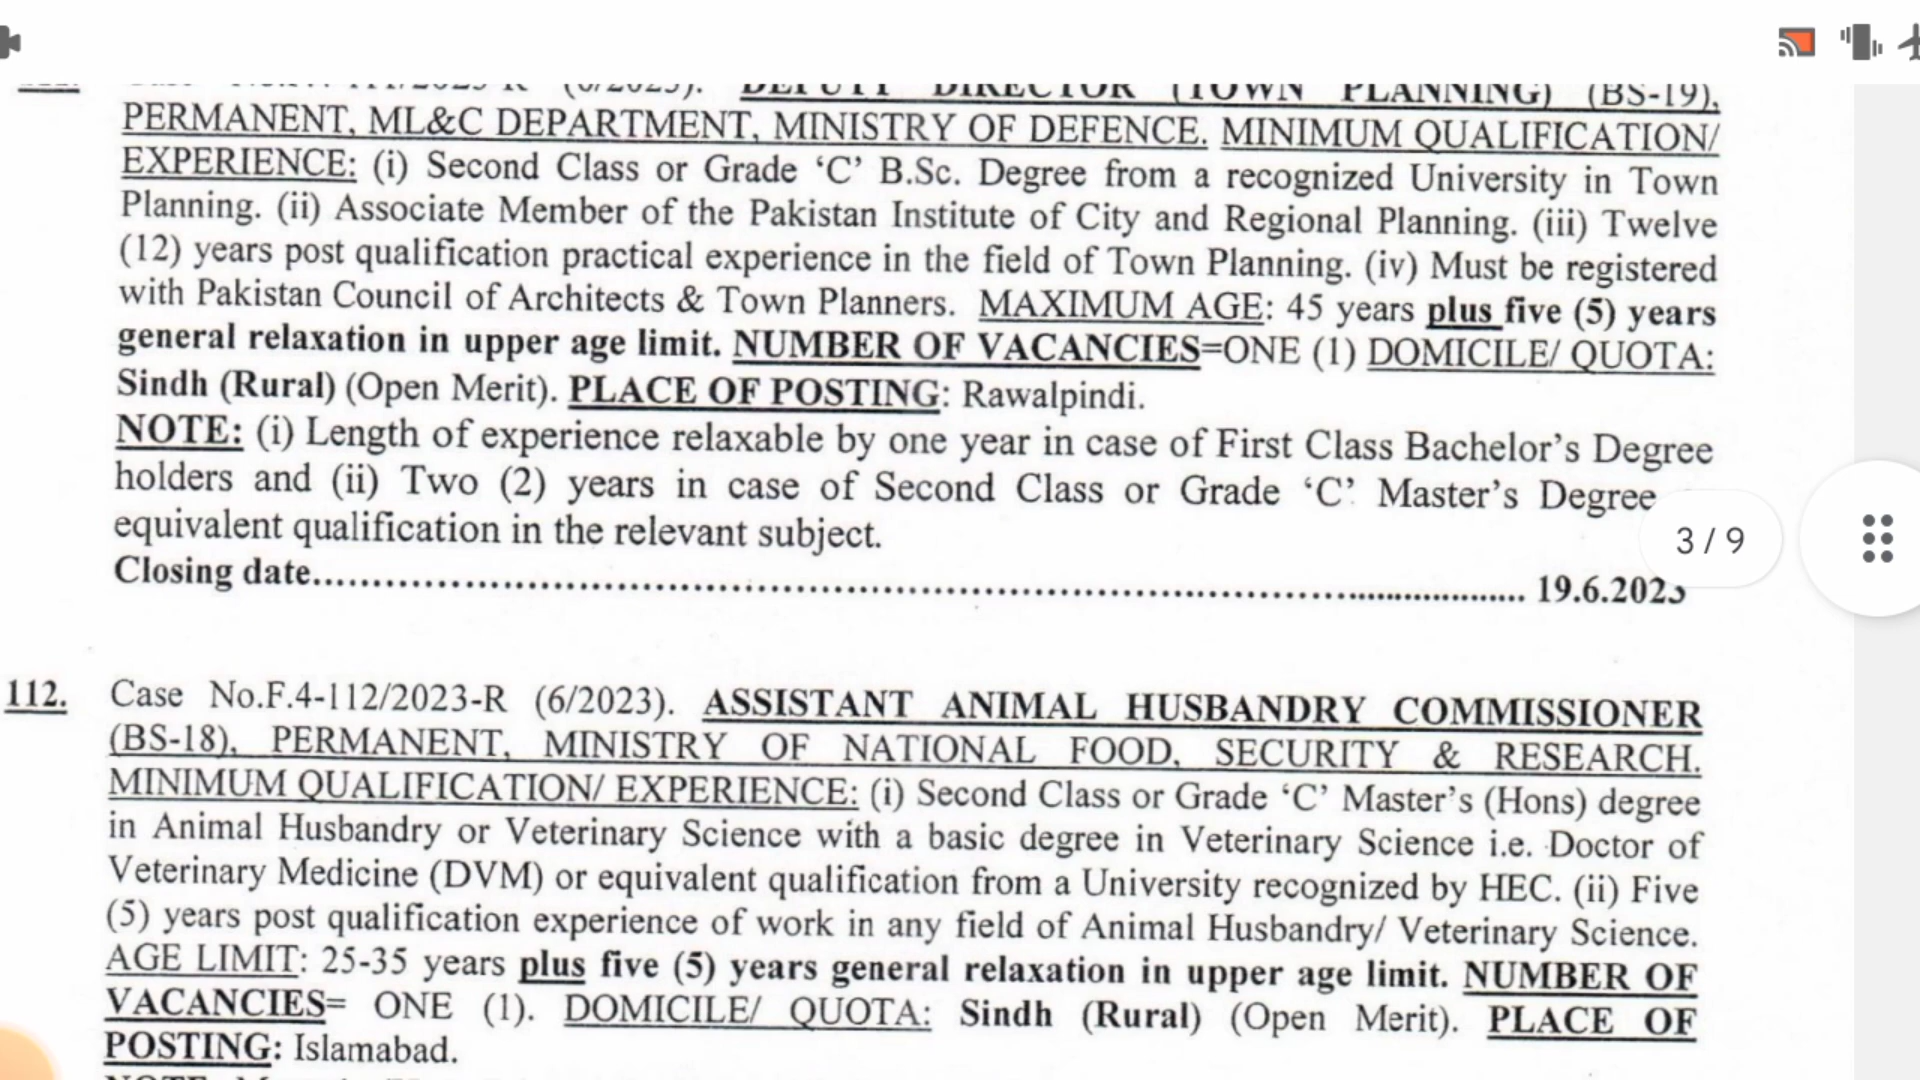 (6/2023). DEPUTY DIRECTOR (TOWN PLANNING) (BS-19),
PERMANENT, ML&C DEPARTMENT, MINISTRY OF DEFENCE. MINIMUM QUALIFICATION/
EXPERIENCE: (i) Second Class or Grade ‘C’ B.Sc. Degree from a recognized University in Town
Planning. (ii) Associate Member of the Pakistan Institute of City and Regional Planning. (iii) Twelve
(12) years post qualification practical experience in the field of Town Planning. (iv) Must be registered
with Pakistan Council of Architects & Town Planners. MAXIMUM AGE: 45 years plus five (5) years
general relaxation in upper age limit. NUMBER OF VACANCIES=ONE (1) DOMICILE/ QUOTA:
Sindh (Rural) (Open Merit). PLACE OF POSTING: Rawalpindi.
NOTE: (i) Length of experience relaxable by one year in case of First Class Bachelor’s Degree
holders and (ii) Two (2) years in case of Second Class or Grade ‘C’ Master’s Degree
equivalent qualification in the relevant subject.
3 / 9
Closing date.......................................................................................................... 19.6.2023
112. Case No.F.4-112/2023-R (6/2023). ASSISTANT ANIMAL HUSBANDRY COMMISSIONER
(BS-18), PERMANENT, MINISTRY OF NATIONAL FOOD, SECURITY & RESEARCH.
MINIMUM QUALIFICATION/ EXPERIENCE: (i) Second Class or Grade ‘C’ Master’s (Hons) degree
in Animal Husbandry or Veterinary Science with a basic degree in Veterinary Science i.e. Doctor of
Veterinary Medicine (DVM) or equivalent qualification from a University recognized by HEC. (ii) Five
(5) years post qualification experience of work in any field of Animal Husbandry/ Veterinary Science.
AGE LIMIT: 25-35 years plus five (5) years general relaxation in upper age limit. NUMBER OF
VACANCIES= ONE (1). DOMICILE/ QUOTA: Sindh (Rural) (Open Merit). PLACE OF
POSTING: Islamabad.